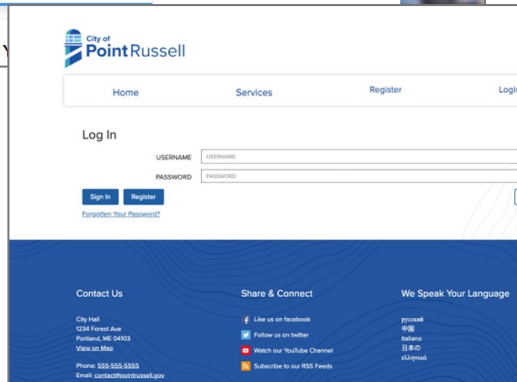 City of
Point Russell
Home Services Register Login
Log In
USERNAME USERNAME
PASSWORD PASSWORD
Sign In Register
Forgotten Your Password?
Contact Us
City Hall
1234 Forest Ave
Portland, ME 04103
View on Map
Phone: 555-555-5555
Email: contact@pointrussell.gov
Share & Connect
Like us on facebook
Follow us on twitter
Watch our YouTube Channel
Subscribe to our RSS Feeds
We Speak Your Language
русский
中国
Italiano
日本の
ελληνικά